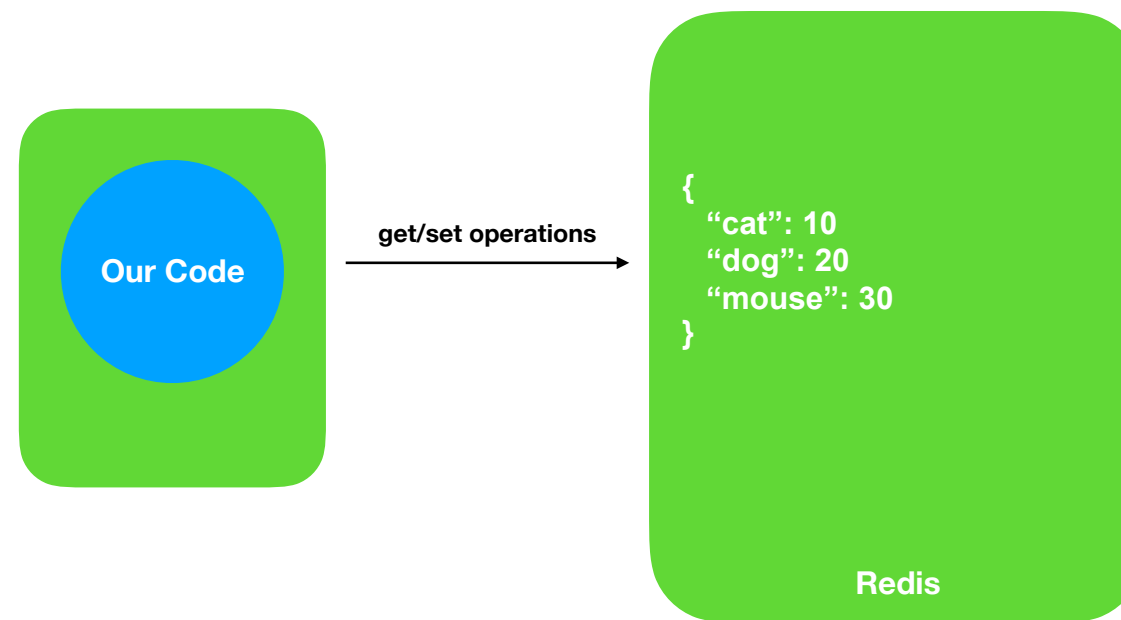 Our Code
get/set operations
{
“cat”: 10
“dog”: 20
“mouse”: 30
}
Redis